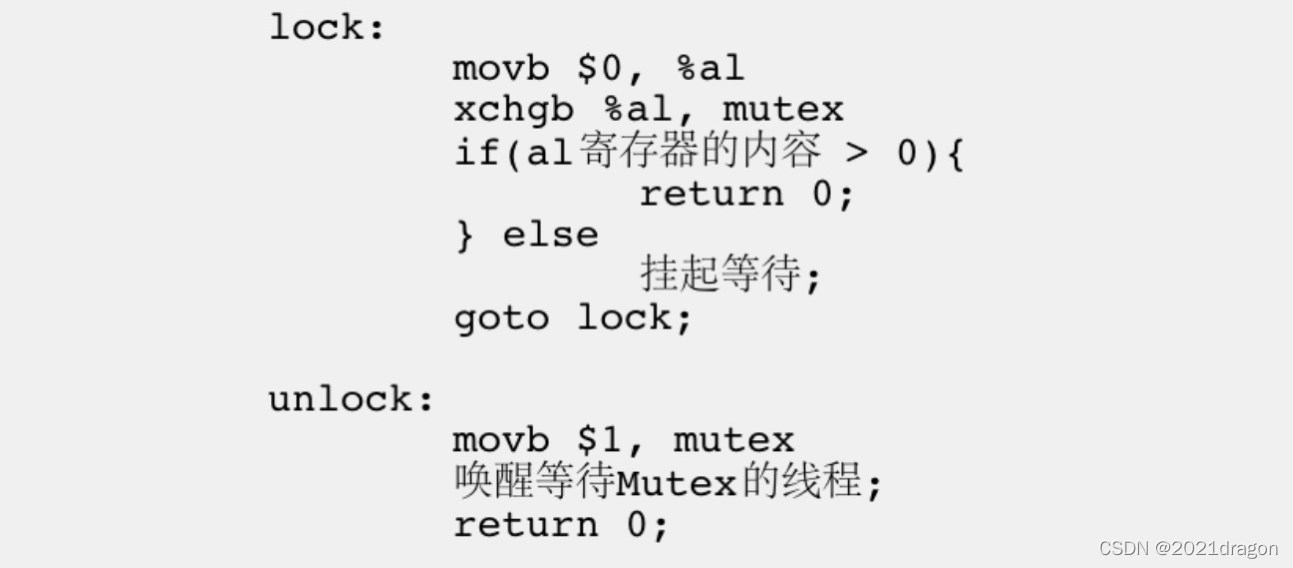 lock:
movb $0, %al
xchgb %al, mutex
if(al寄存器的内容 > 0){
return 0;
} else
挂起等待;
goto lock;
unlock:
movb $1, mutex
唤醒等待Mutex的线程;
return 0;
CSDN @2021dragon